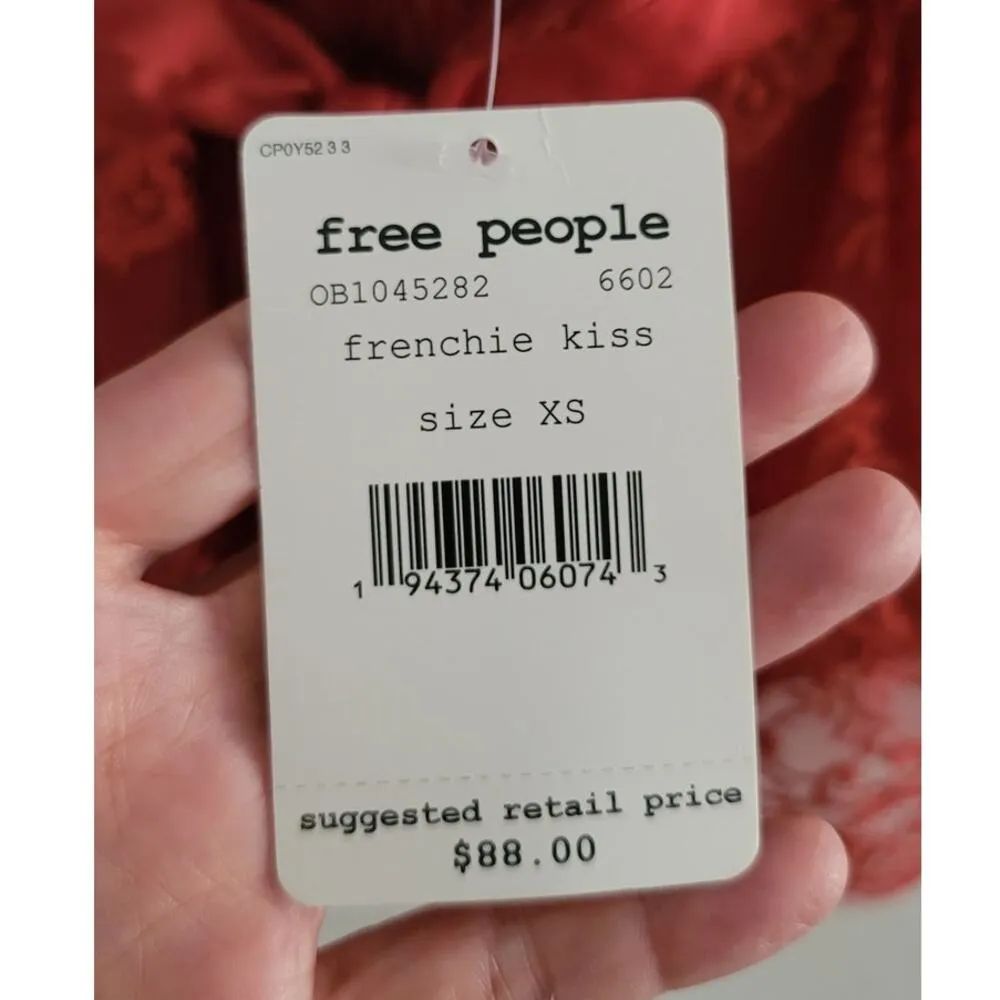 CP0Y52 3 3
free people
OB1045282 6602
frenchie kiss
size XS
1 94374 06074 3
suggested retail price
$88.00